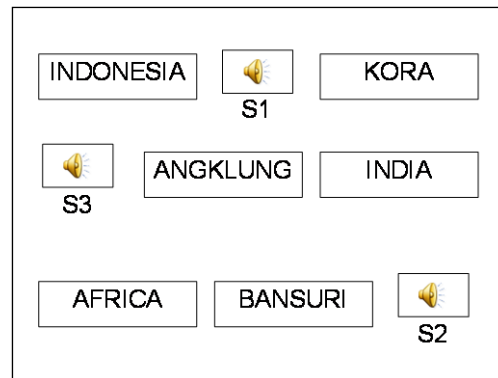 INDONESIA
KORA
S1
ANGKLUNG
INDIA
S3
AFRICA
BANSURI
S2